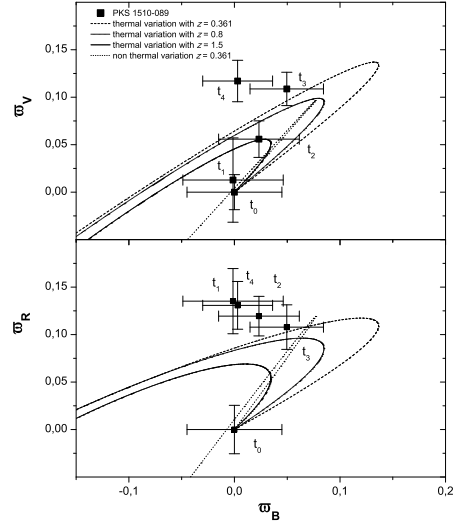 PKS 1510-089
thermal variation with z = 0.361
thermal variation with z = 0.8
thermal variation with z = 1.5
non thermal variation z = 0.361
0,15
0,10
0,05
0,00
ϖV
t3
t4
t2
t1
t0
0,15
0,10
0,05
0,00
ϖR
t1
t4
t2
t3
t0
-0,1
0,0
0,1
0,2
ϖB